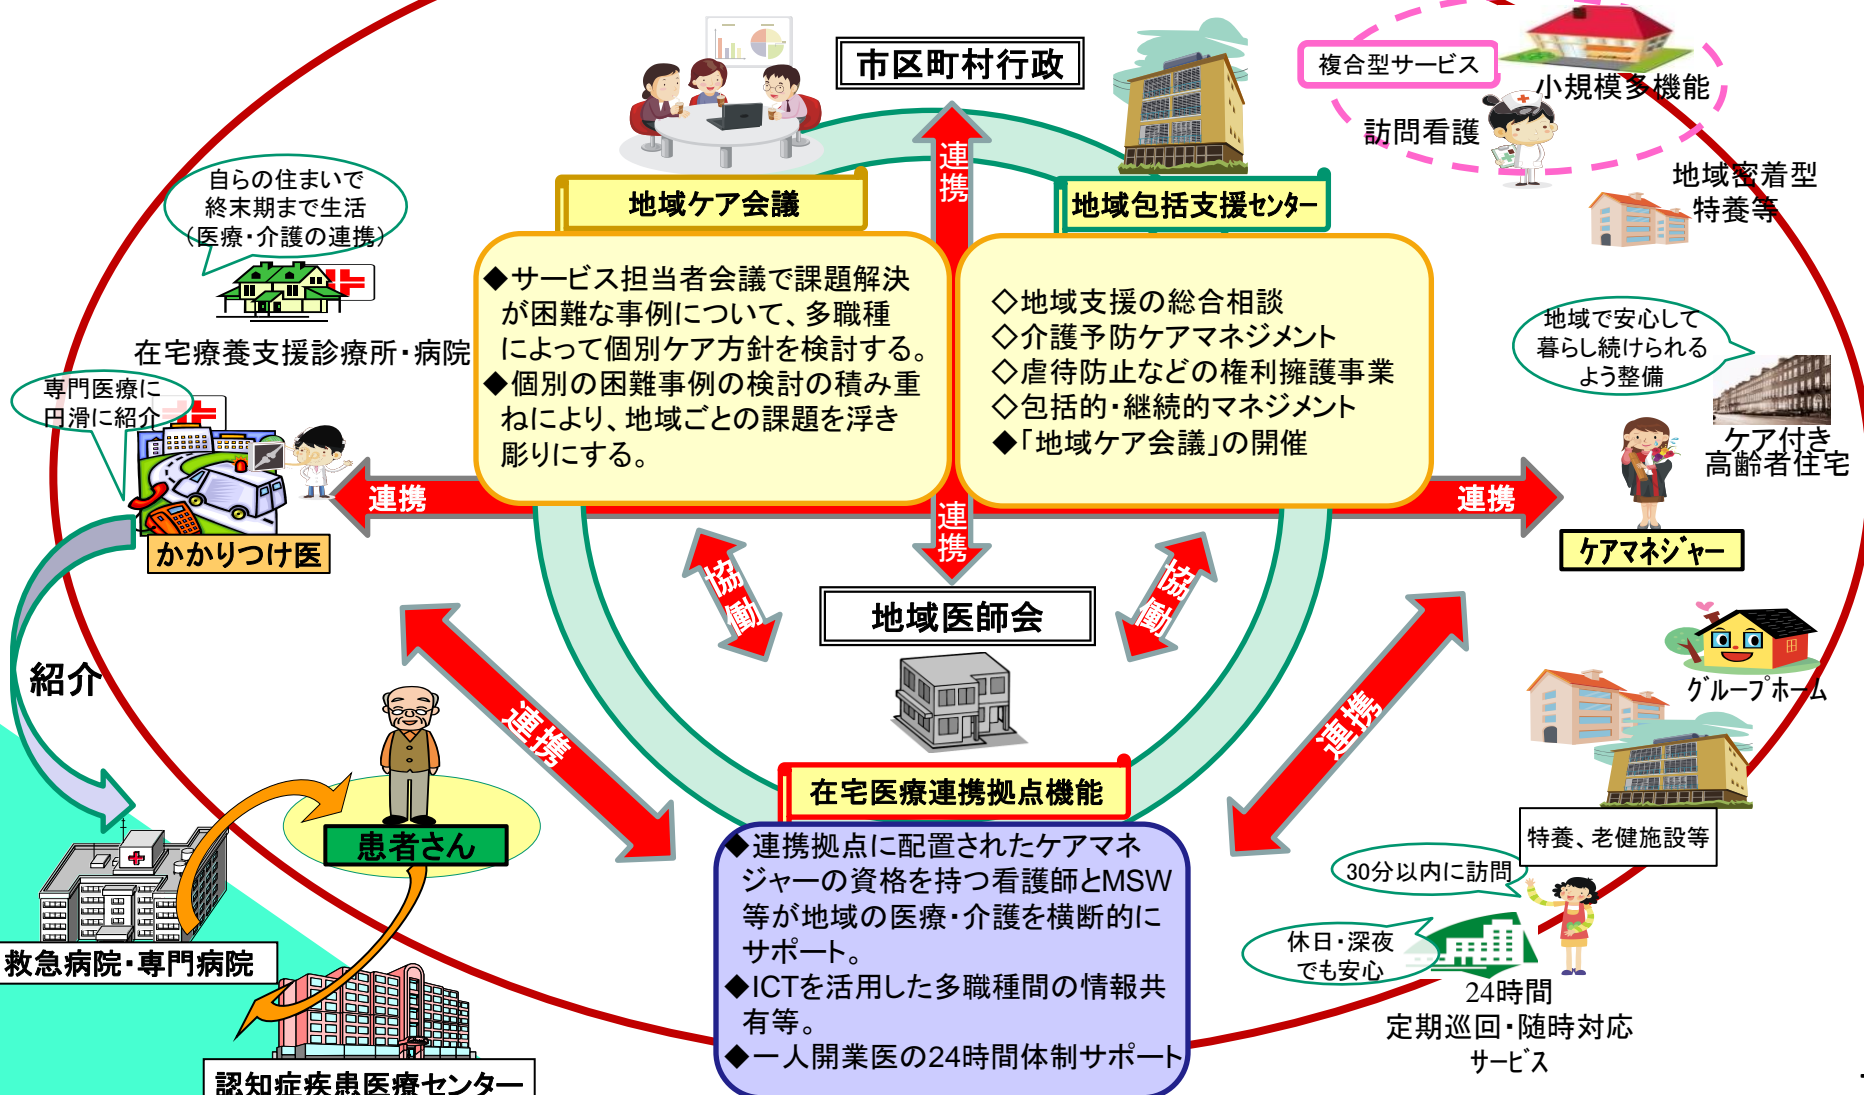 市区町村行政
複合型サービス
小規模多機能
訪問看護
地域密着型
特養等
自らの住まいで
終末期まで生活
（医療・介護の連携）
在宅療養支援診療所・病院
専門医療に
円滑に紹介
かかりつけ医
連携
地域ケア会議
◆サービス担当者会議で課題解決
が困難な事例について、多職種
によって個別ケア方針を検討する。
◆個別の困難事例の検討の積み重
ねにより、地域ごとの課題を浮き
彫りにする。
連携
地域包括支援センター
◇地域支援の総合相談
◇介護予防ケアマネジメント
◇虐待防止などの権利擁護事業
◇包括的・継続的マネジメント
◆「地域ケア会議」の開催
連携
連携
地域で安心して
暮らし続けられる
よう整備
ケア付き
高齢者住宅
ケアマネジャー
協働
協働
地域医師会
紹介
連携
連携
グループホーム
患者さん
特養、老健施設等
在宅医療連携拠点機能
◆連携拠点に配置されたケアマネ
ジャーの資格を持つ看護師とMSW
等が地域の医療・介護を横断的に
サポート。
◆ICTを活用した多職種間の情報共
有等。
◆一人開業医の24時間体制サポート
30分以内に訪問
休日・深夜
でも安心
24時間
定期巡回・随時対応
サービス
救急病院・専門病院
認知症疾患医療センター